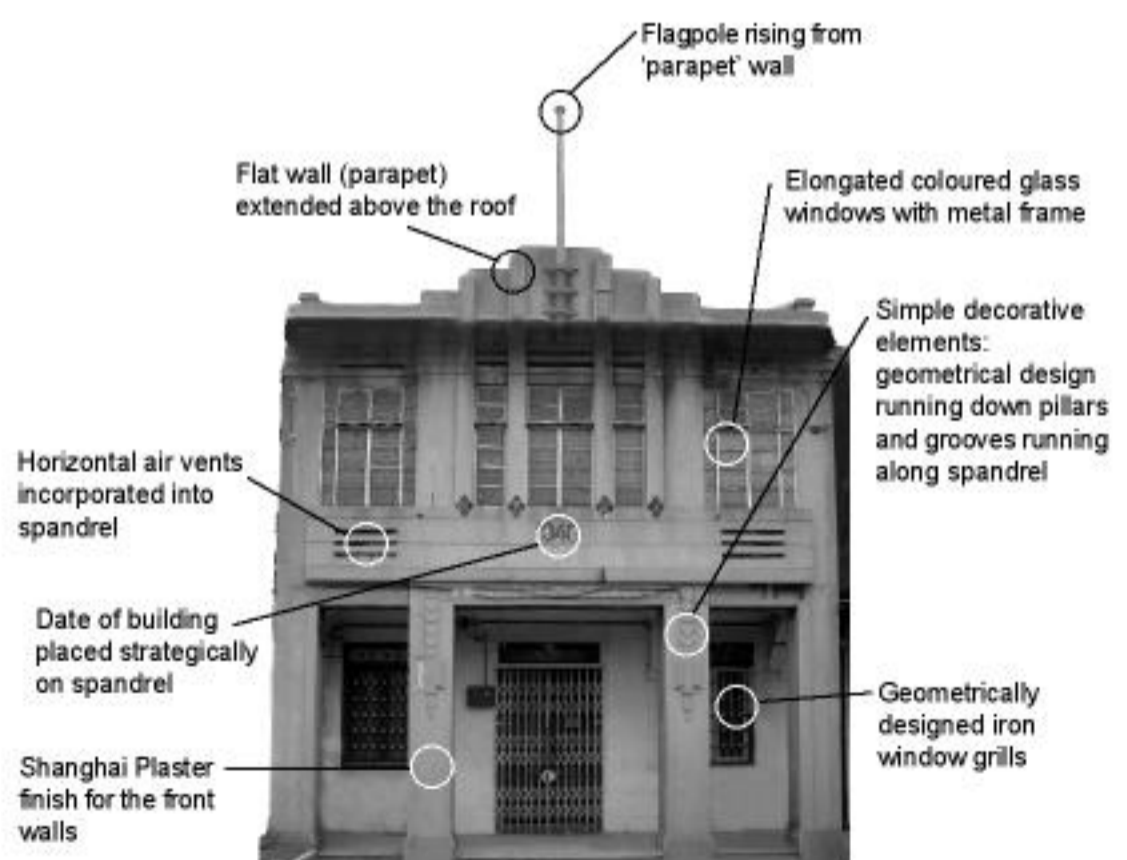 Flagpole rising from
'parapet' wall
Flat wall (parapet)
extended above the roof
Elongated coloured glass
windows with metal frame
Simple decorative
elements:
geometrical design
running down pillars
and grooves running
along spandrel
Horizontal air vents
incorporated into
spandrel
Date of building
placed strategically
on spandrel
Geometrically
designed iron
window grills
Shanghai Plaster
finish for the front
walls